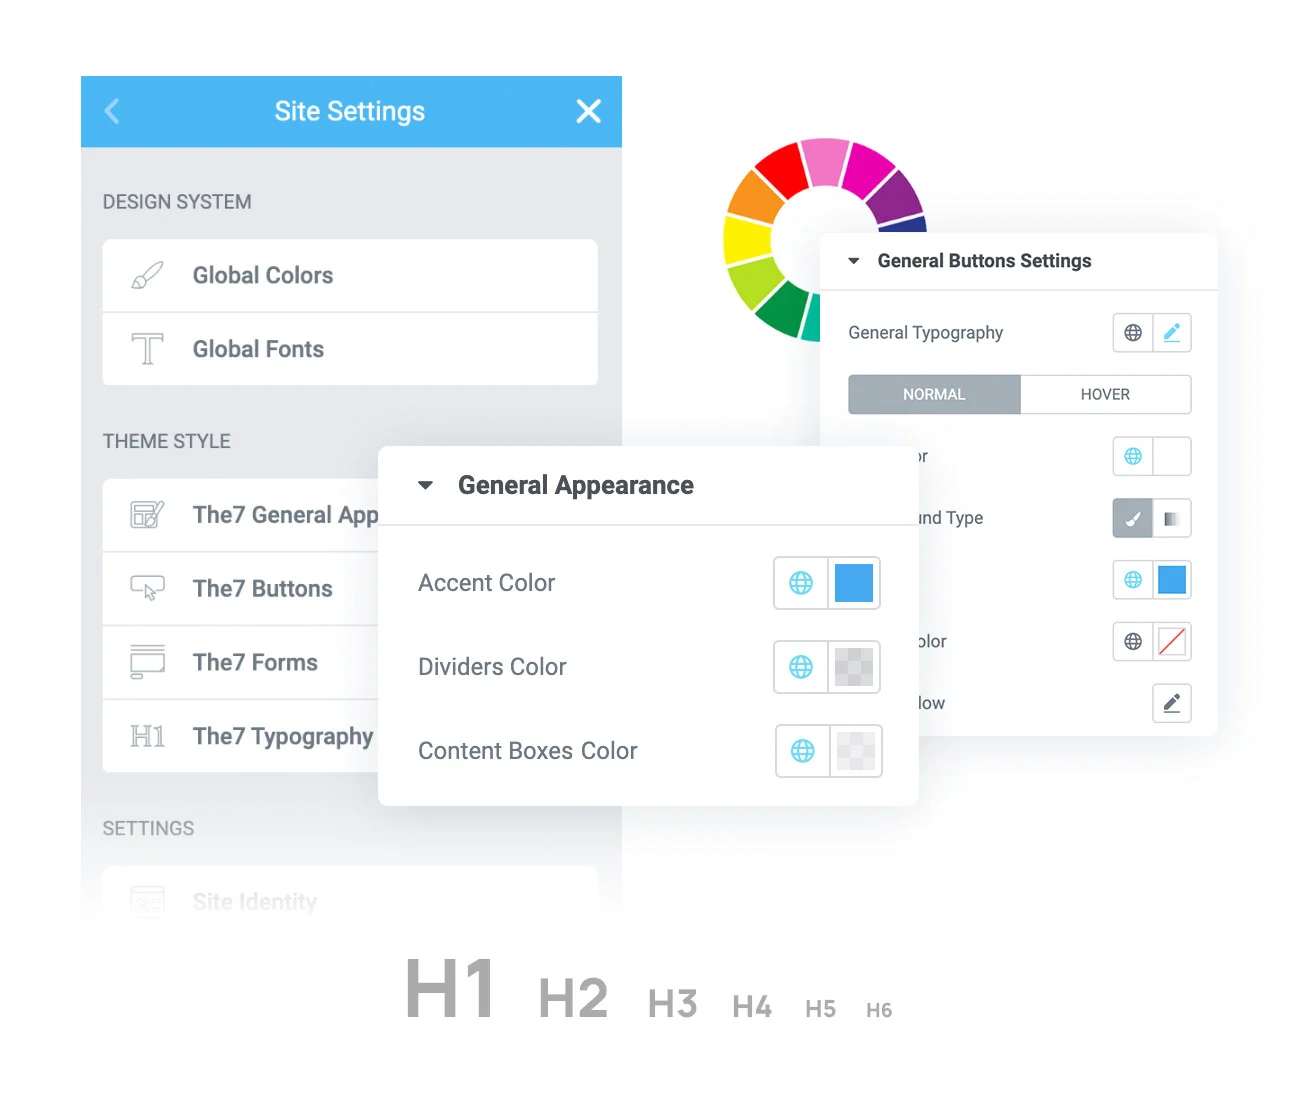 Site Settings
DESIGN SYSTEM
Global Colors
Global Fonts
THEME STYLE
The7 General App
The7 Buttons
The7 Forms
H1 The7 Typography
SETTINGS
Site Identity
General Appearance
Accent Color
Dividers Color
Content Boxes Color
General Buttons Settings
General Typography
NORMAL HOVER
or
und Type
olor
low
H1 H2 H3 H4 H5 H6